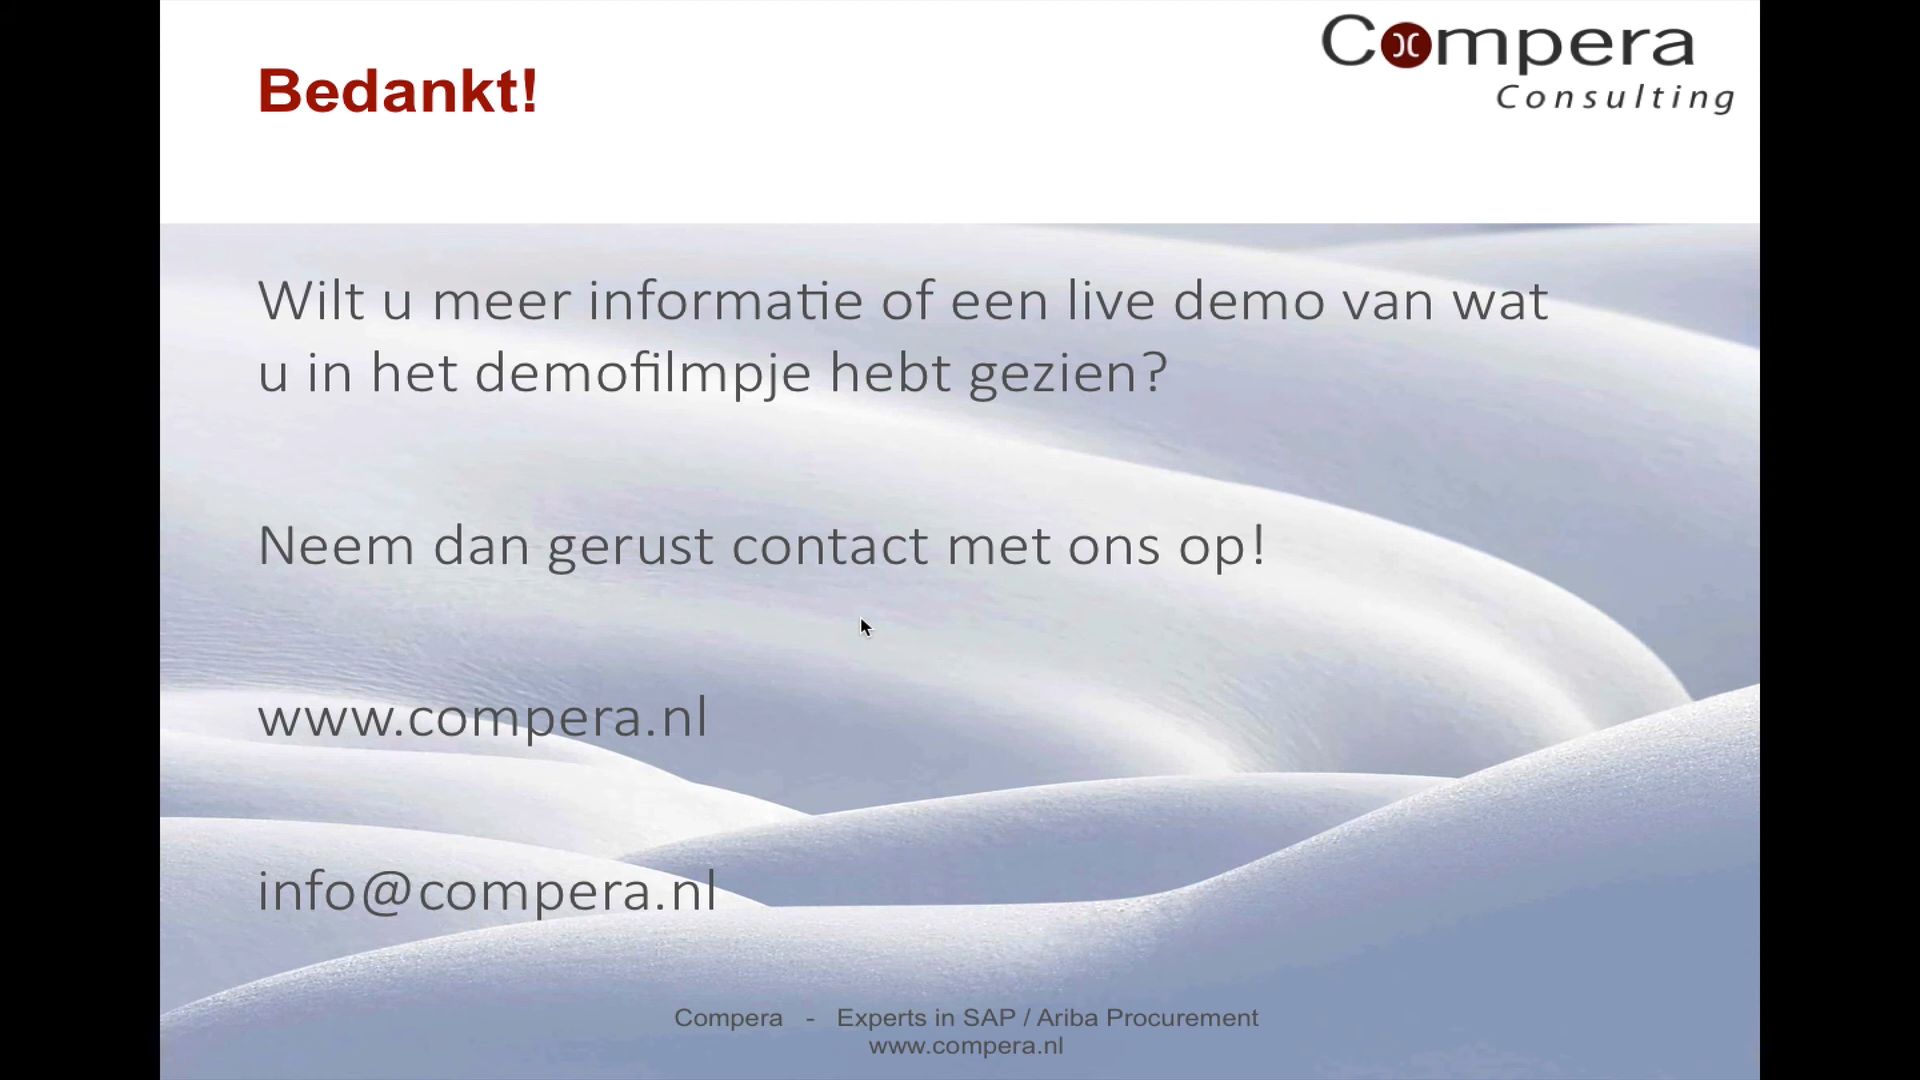 Compera
Consulting
Bedankt!
Wilt u meer informatie of een live demo van wat
u in het demofilmpje hebt gezien?
Neem dan gerust contact met ons op!
www.compera.nl
info@compera.nl
Compera - Experts in SAP / Ariba Procurement
www.compera.nl